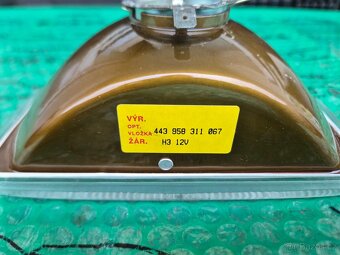 VÝR.
OPT.
VLOŽKA 443 958 311 067
ŽÁR. H3 12V